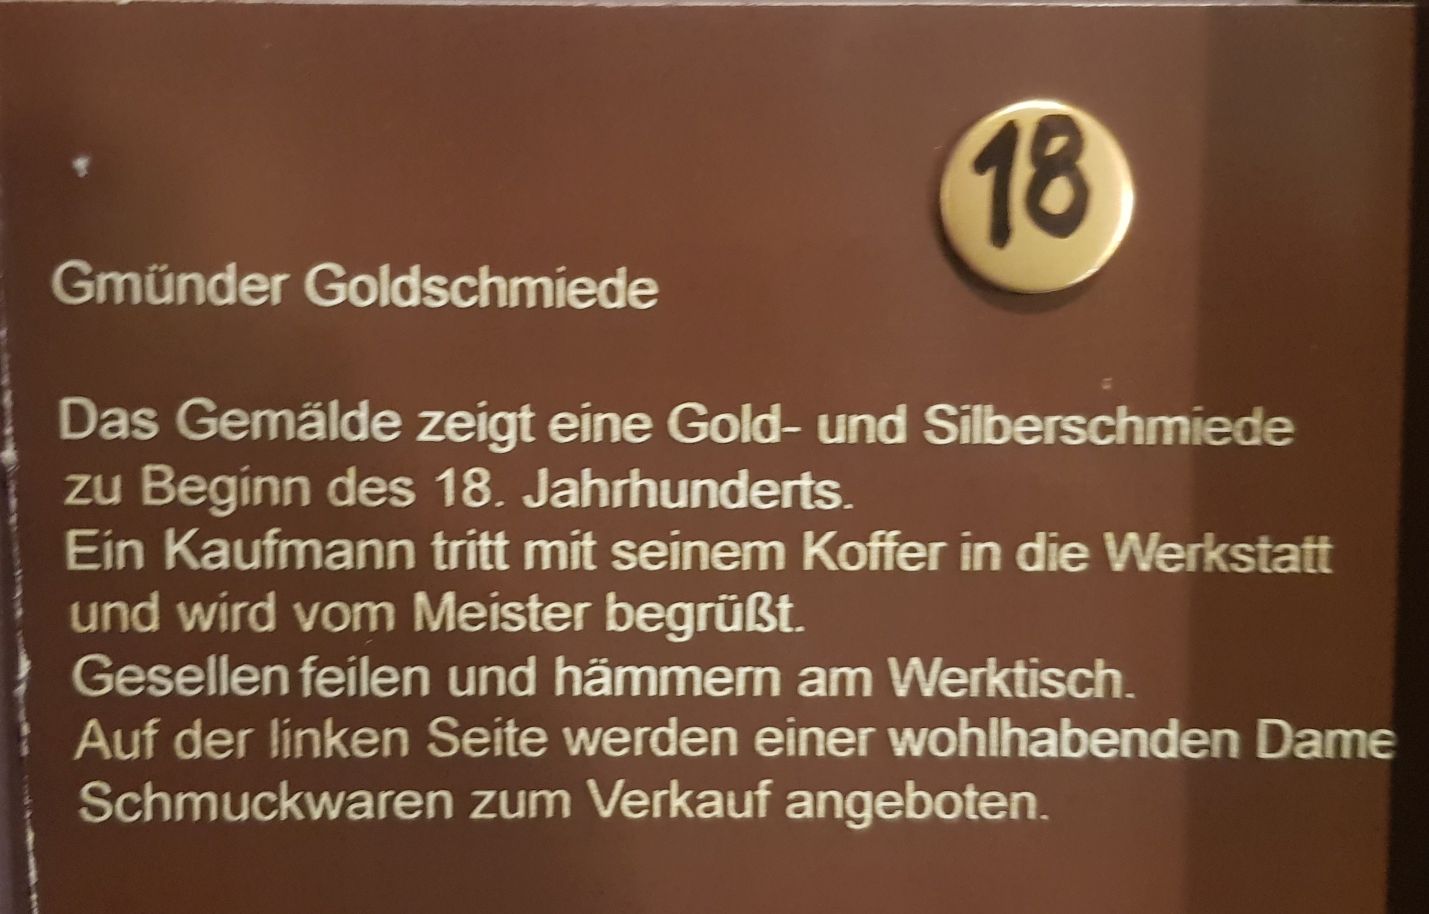 18
Gmünder Goldschmiede
Das Gemälde zeigt eine Gold- und Silberschmiede
zu Beginn des 18. Jahrhunderts.
Ein Kaufmann tritt mit seinem Koffer in die Werkstatt
und wird vom Meister begrüßt.
Gesellen feilen und hämmern am Werktisch.
Auf der linken Seite werden einer wohlhabenden Dame
Schmuckwaren zum Verkauf angeboten.